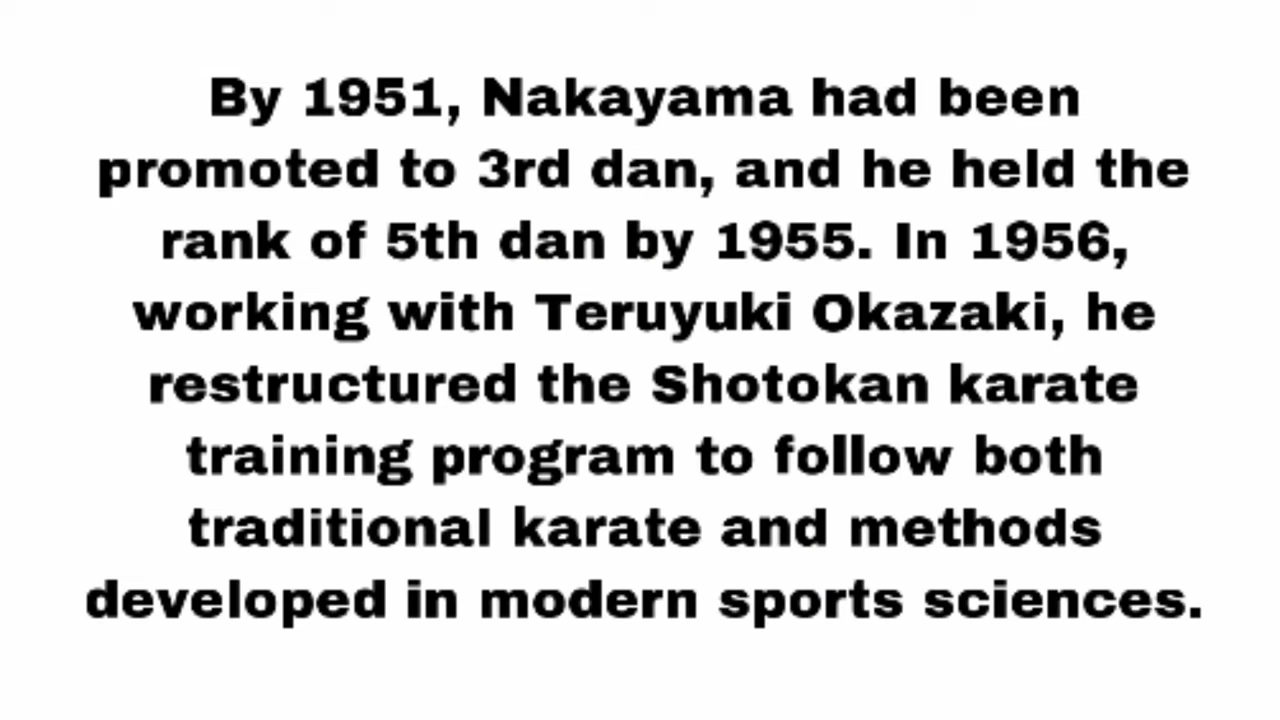 By 1951, Nakayama had been
promoted to 3rd dan, and he held the
rank of 5th dan by 1955. In 1956,
working with Teruyuki Okazaki, he
restructured the Shotokan karate
training program to follow both
traditional karate and methods
developed in modern sports sciences.